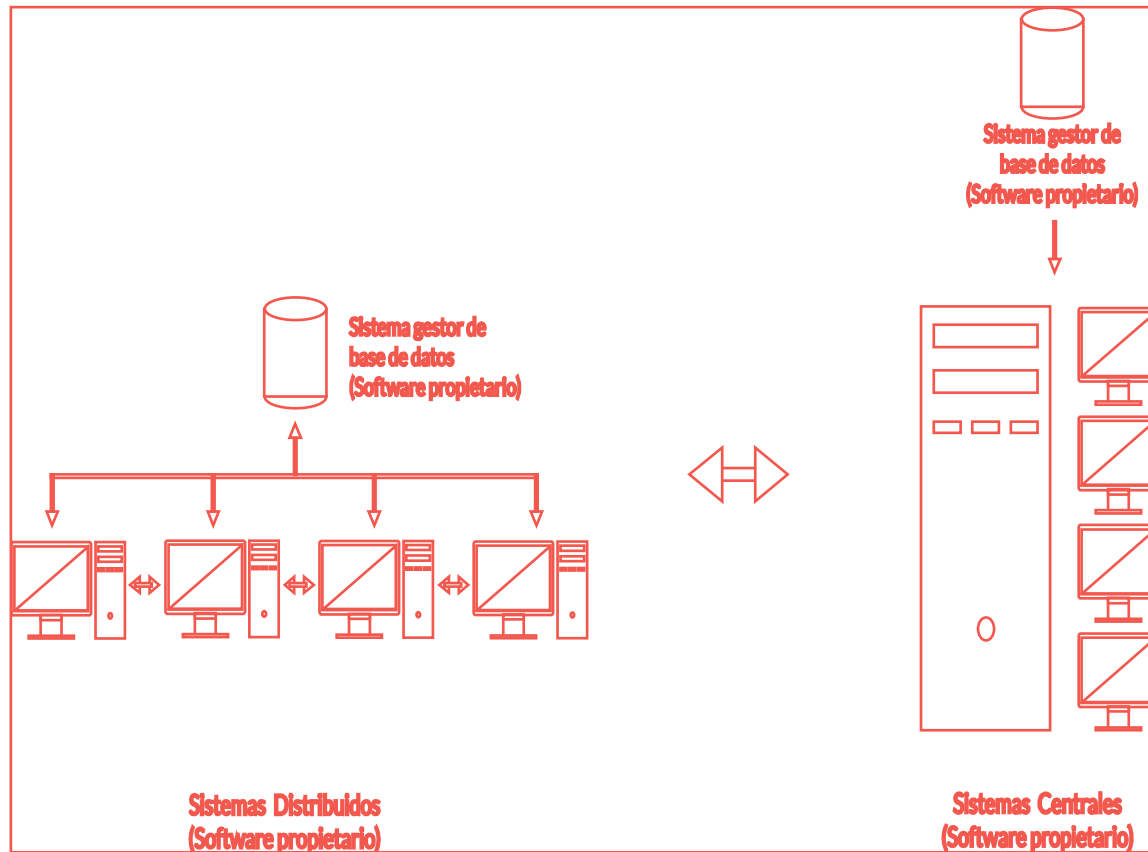 Sistema gestor de
base de datos
(Software propietario)
Sistema gestor de
base de datos
(Software propietario)
Sistemas Distribuidos
(Software propietario)
Sistemas Centrales
(Software propietario)